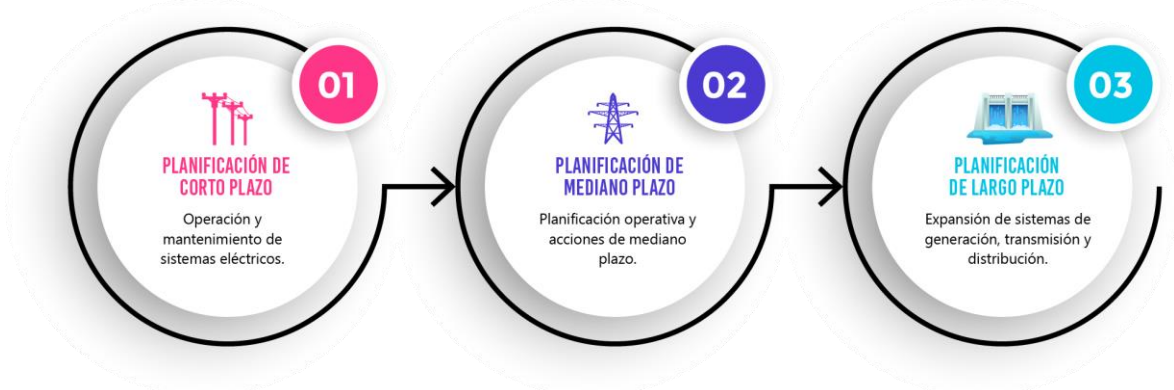 01
PLANIFICACIÓN DE
CORTO PLAZO
Operación y
mantenimiento de
sistemas eléctricos.
02
PLANIFICACIÓN DE
MEDIANO PLAZO
Planificación operativa y
acciones de mediano
plazo.
03
PLANIFICACIÓN
DE LARGO PLAZO
Expansión de sistemas de
generación, transmisión y
distribución.